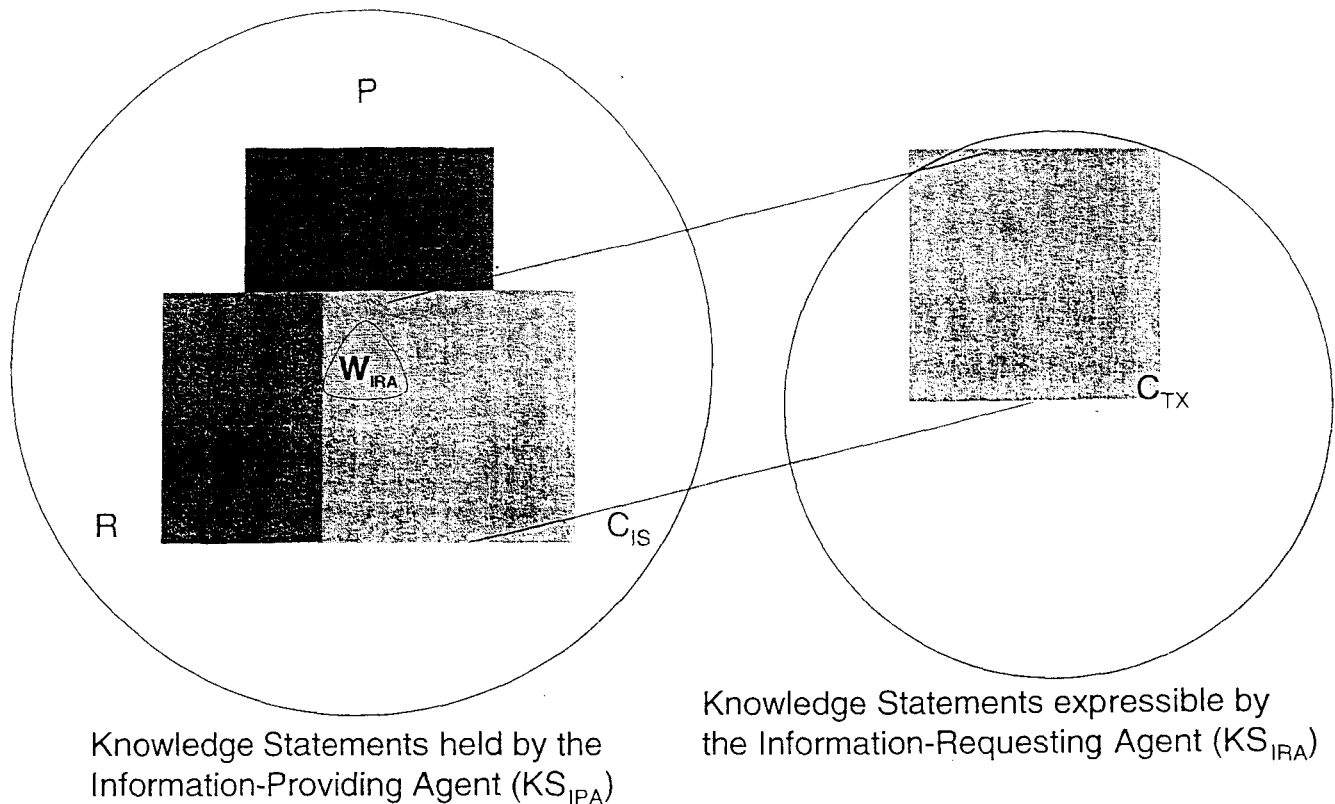 P
W_IRA
R
C_IS
C_TX
Knowledge Statements held by the
Information-Providing Agent (KS_IPA)
Knowledge Statements expressible by
the Information-Requesting Agent (KS_IRA)